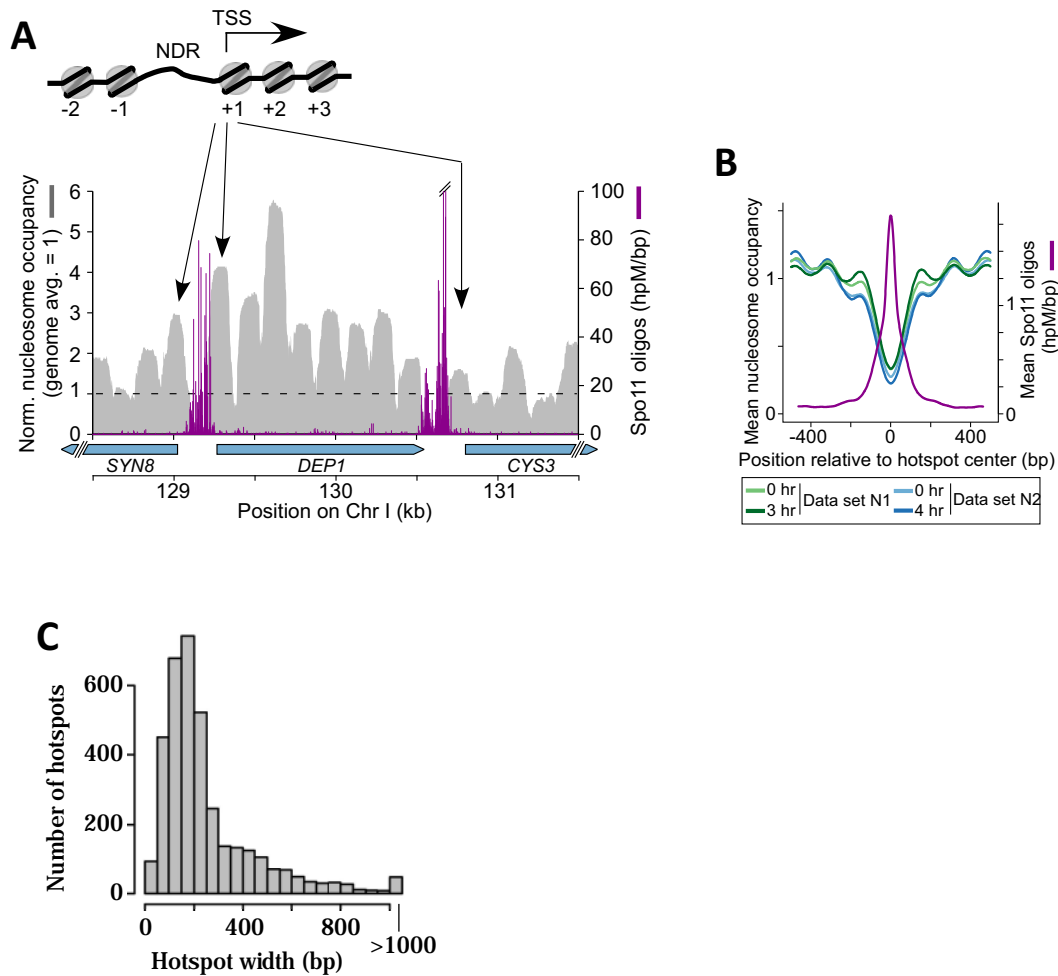 A
TSS
NDR
-2
-1
+1
+2
+3
Norm. nucleosome occupancy
(genome avg. = 1)
6
5
4
3
2
1
0
100
80
60
40
20
0
Spo11 oligos (hpM/bp)
SYN8
DEP1
CYS3
129
130
131
Position on Chr I (kb)
B
Mean nucleosome occupancy
1
0
1
0
Mean Spo11 oligos
(hpM/bp)
-400
0
400
Position relative to hotspot center (bp)
0 hr
3 hr
Data set N1
0 hr
4 hr
Data set N2
C
Number of hotspots
600
400
200
0
0
400
800
>1000
Hotspot width (bp)